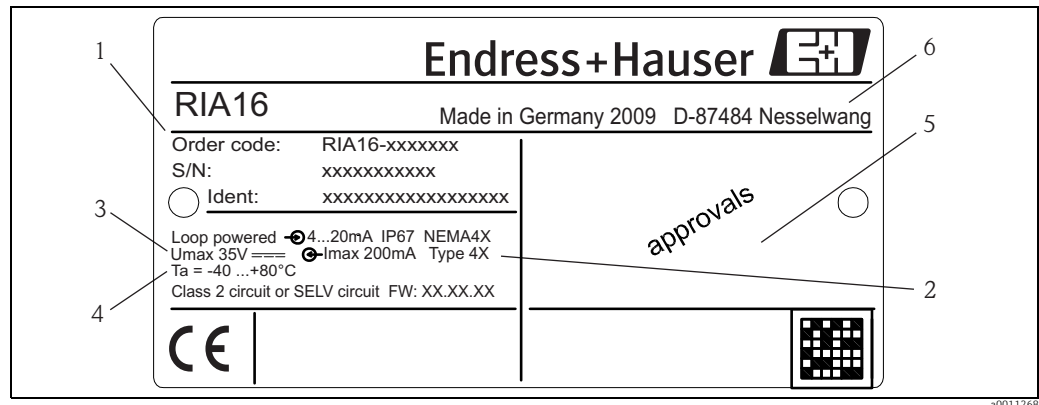 Endress+Hauser
RIA16
Made in Germany 2009 D-87484 Nesselwang
Order code: RIA16-xxxxxxx
S/N: xxxxxxxxxxx
Ident: xxxxxxxxxxxxxxxxxx
Loop powered 4...20mA IP67 NEMA4X
Umax 35V Imax 200mA Type 4X
Ta = -40 ...+80°C
Class 2 circuit or SELV circuit FW: XX.XX.XX
CE
approvals
1
2
3
4
5
6
a0011268